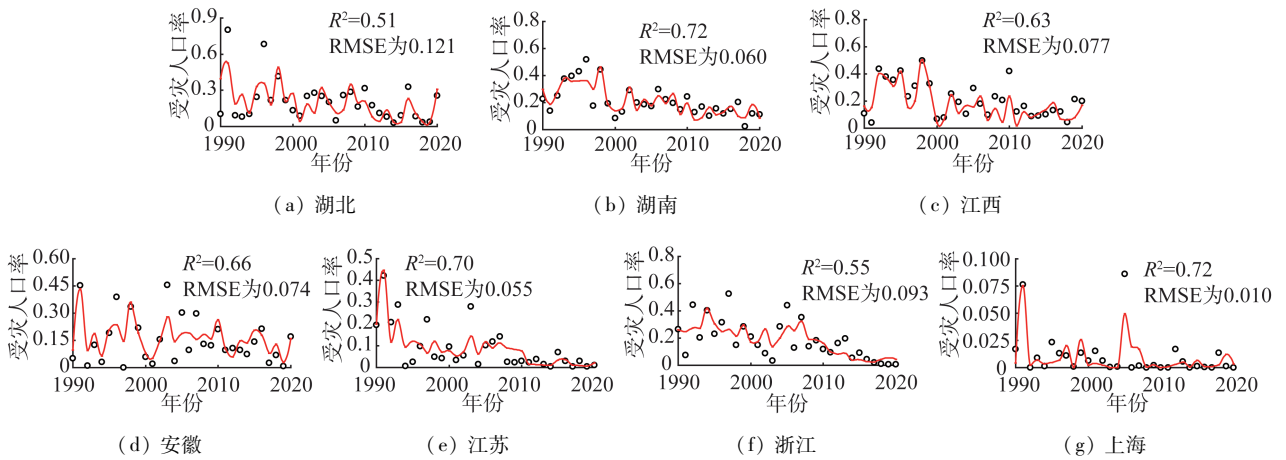 受灾人口率
0.9
0.6
0.3
0
R²=0.51
RMSE为0.121
1990 2000 2010 2020
年份
(a) 湖北
受灾人口率
0.8
0.6
0.4
0.2
0
R²=0.72
RMSE为0.060
1990 2000 2010 2020
年份
(b) 湖南
受灾人口率
0.8
0.6
0.4
0.2
0
R²=0.63
RMSE为0.077
1990 2000 2010 2020
年份
(c) 江西
受灾人口率
0.60
0.45
0.30
0.15
0
R²=0.66
RMSE为0.074
1990 2000 2010 2020
年份
(d) 安徽
受灾人口率
0.5
0.4
0.3
0.2
0.1
0
R²=0.70
RMSE为0.055
1990 2000 2010 2020
年份
(e) 江苏
受灾人口率
0.8
0.6
0.4
0.2
0
R²=0.55
RMSE为0.093
1990 2000 2010 2020
年份
(f) 浙江
受灾人口率
0.100
0.075
0.050
0.025
0
R²=0.72
RMSE为0.010
1990 2000 2010 2020
年份
(g) 上海